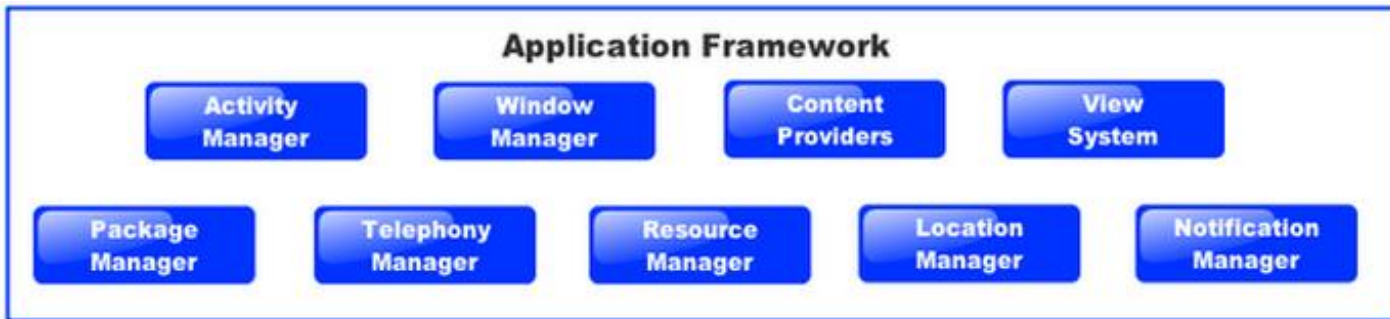 Application Framework
Activity
Manager
Window
Manager
Content
Providers
View
System
Package
Manager
Telephony
Manager
Resource
Manager
Location
Manager
Notification
Manager